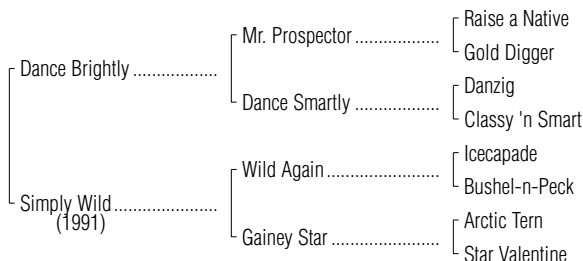 Raise a Native
Mr. Prospector ..................
Gold Digger
Dance Brightly ..................
Danzig
Dance Smartly ..................
Classy 'n Smart
Icecapade
Wild Again ........................
Bushel-n-Peck
Simply Wild ......................
(1991)
Arctic Tern
Gainey Star .......................
Star Valentine